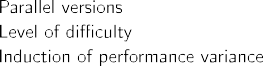 Parallel versions
Level of difficulty
Induction of performance variance